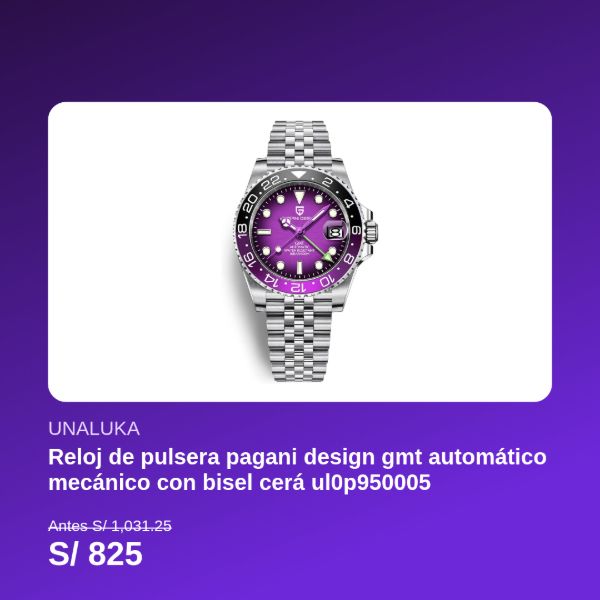 UNALUKA
Reloj de pulsera pagani design gmt automático
mecánico con bisel cerá ul0p950005
Antes S/ 1,031.25
S/ 825